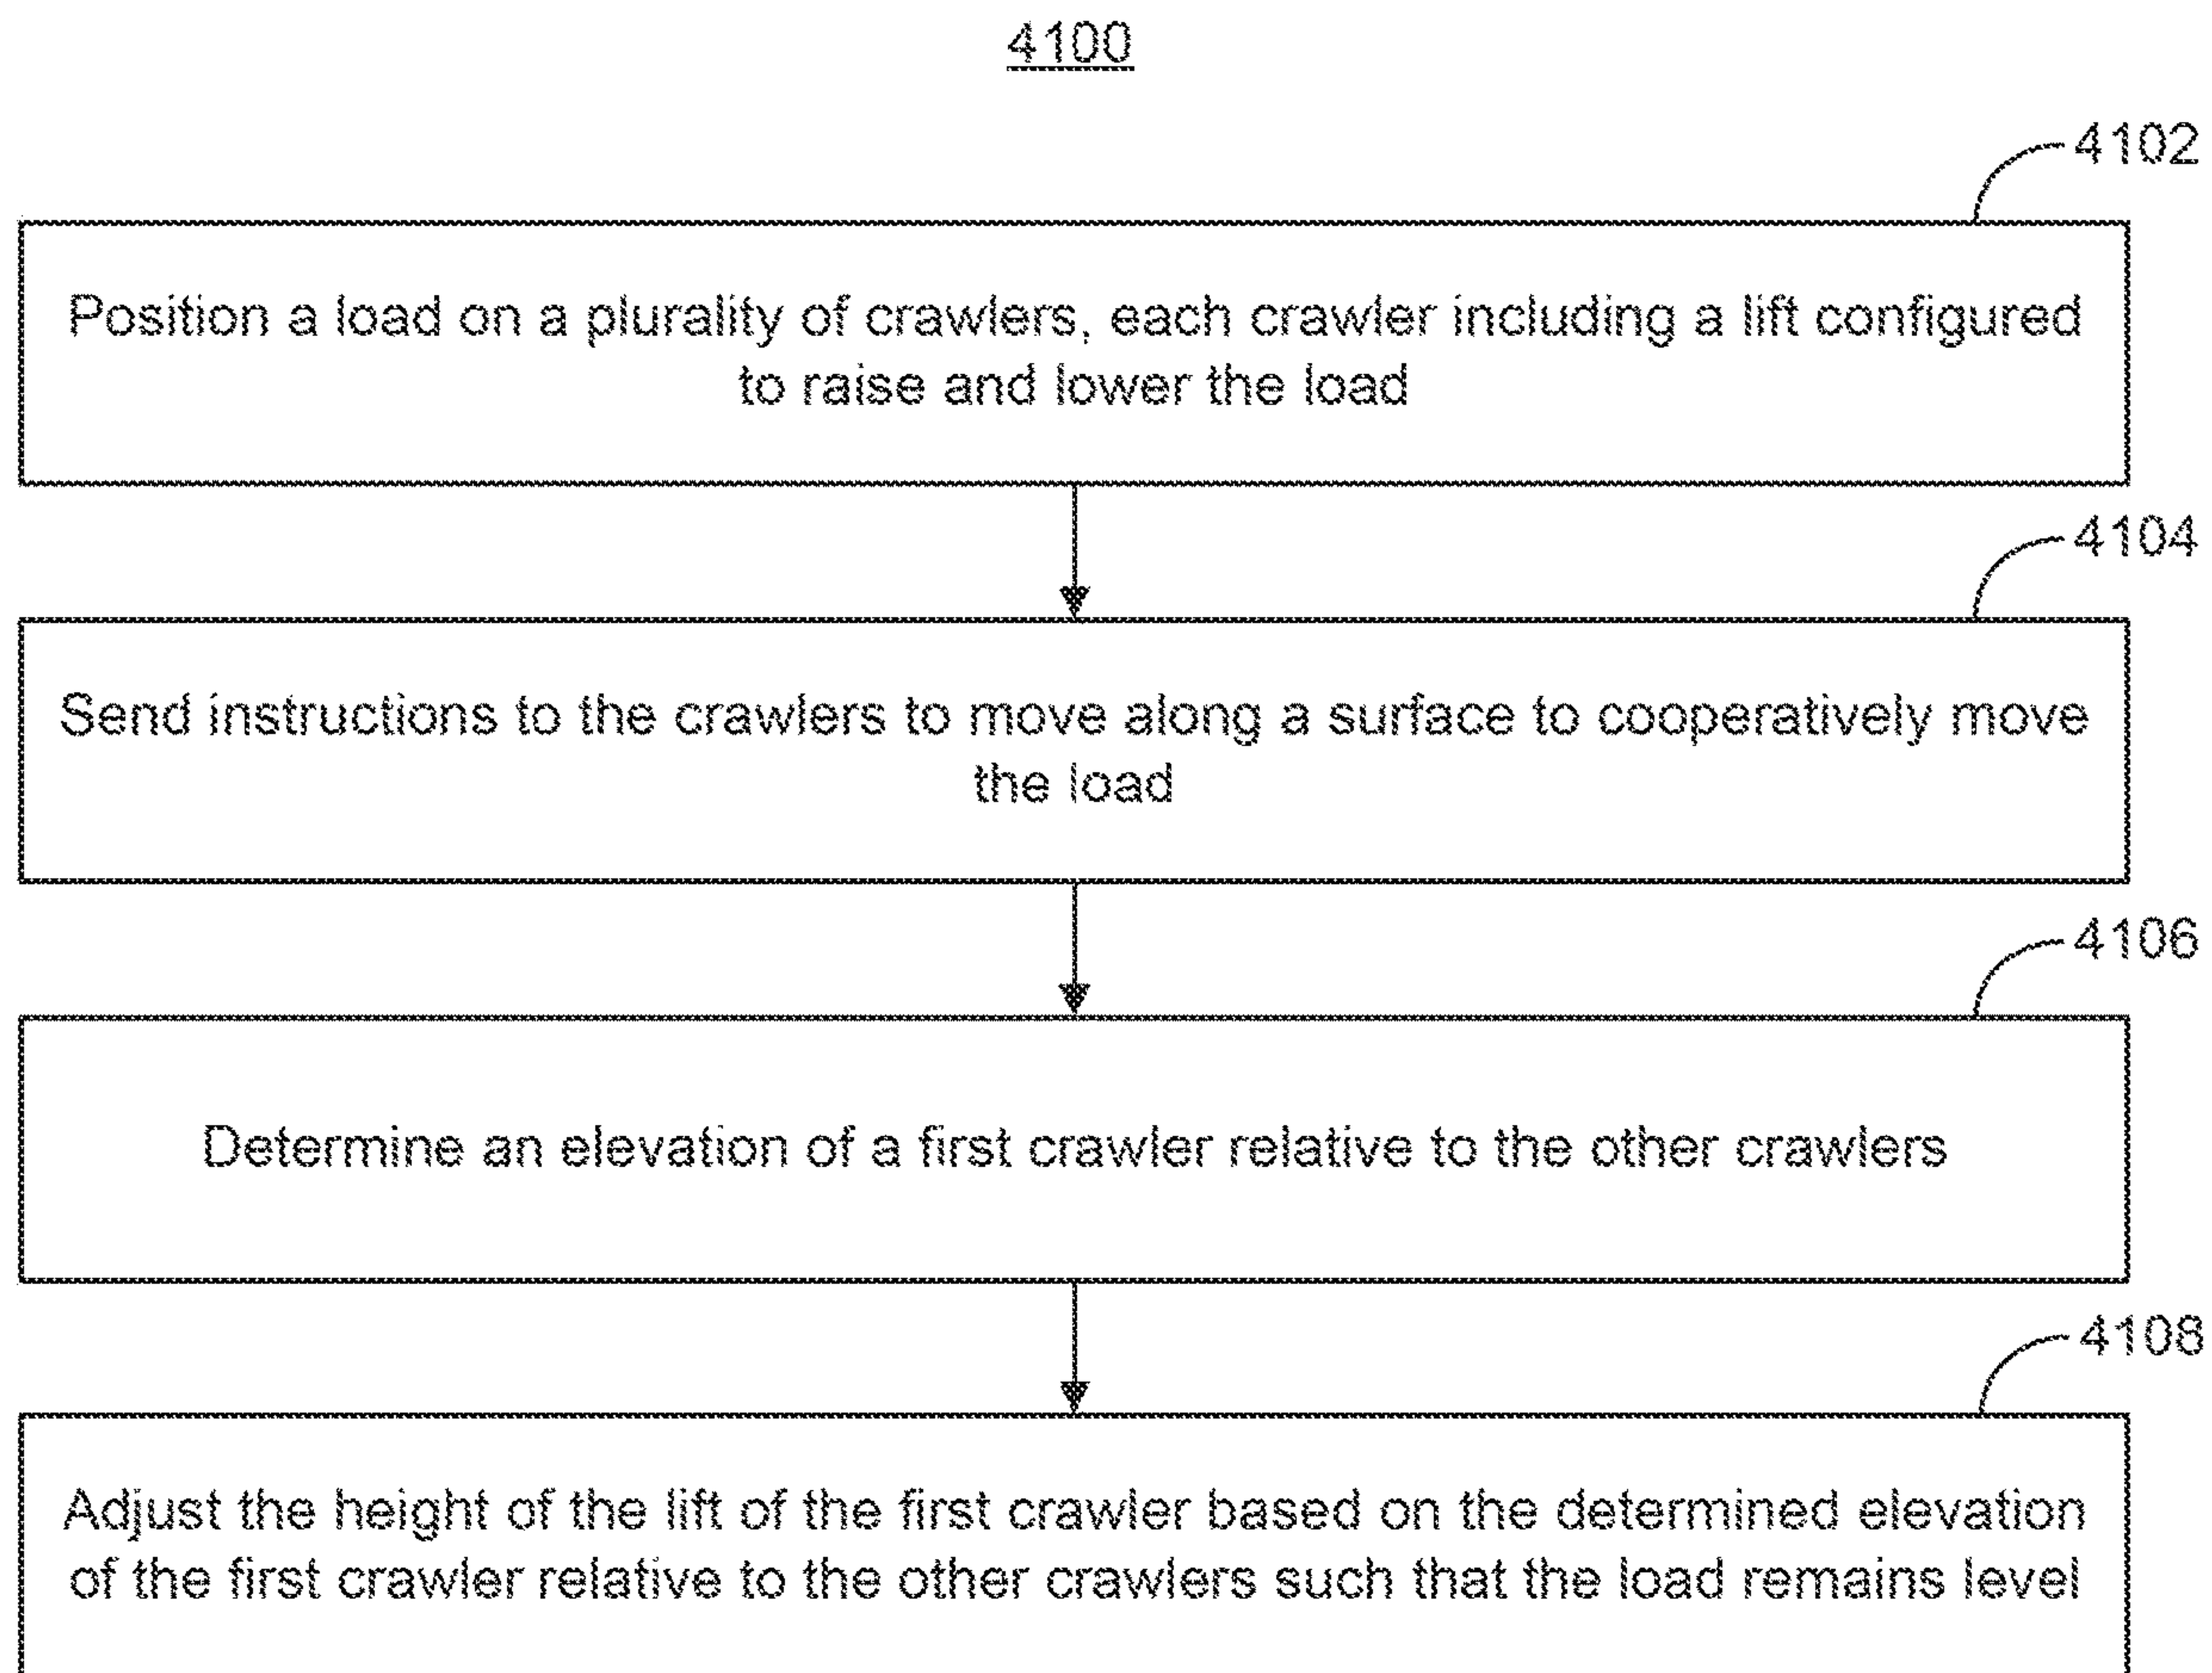 4100
4102
Position a load on a plurality of crawlers, each crawler including a lift configured
to raise and lower the load
4104
Send instructions to the crawlers to move along a surface to cooperatively move
the load
4106
Determine an elevation of a first crawler relative to the other crawlers
4108
Adjust the height of the lift of the first crawler based on the determined elevation
of the first crawler relative to the other crawlers such that the load remains level